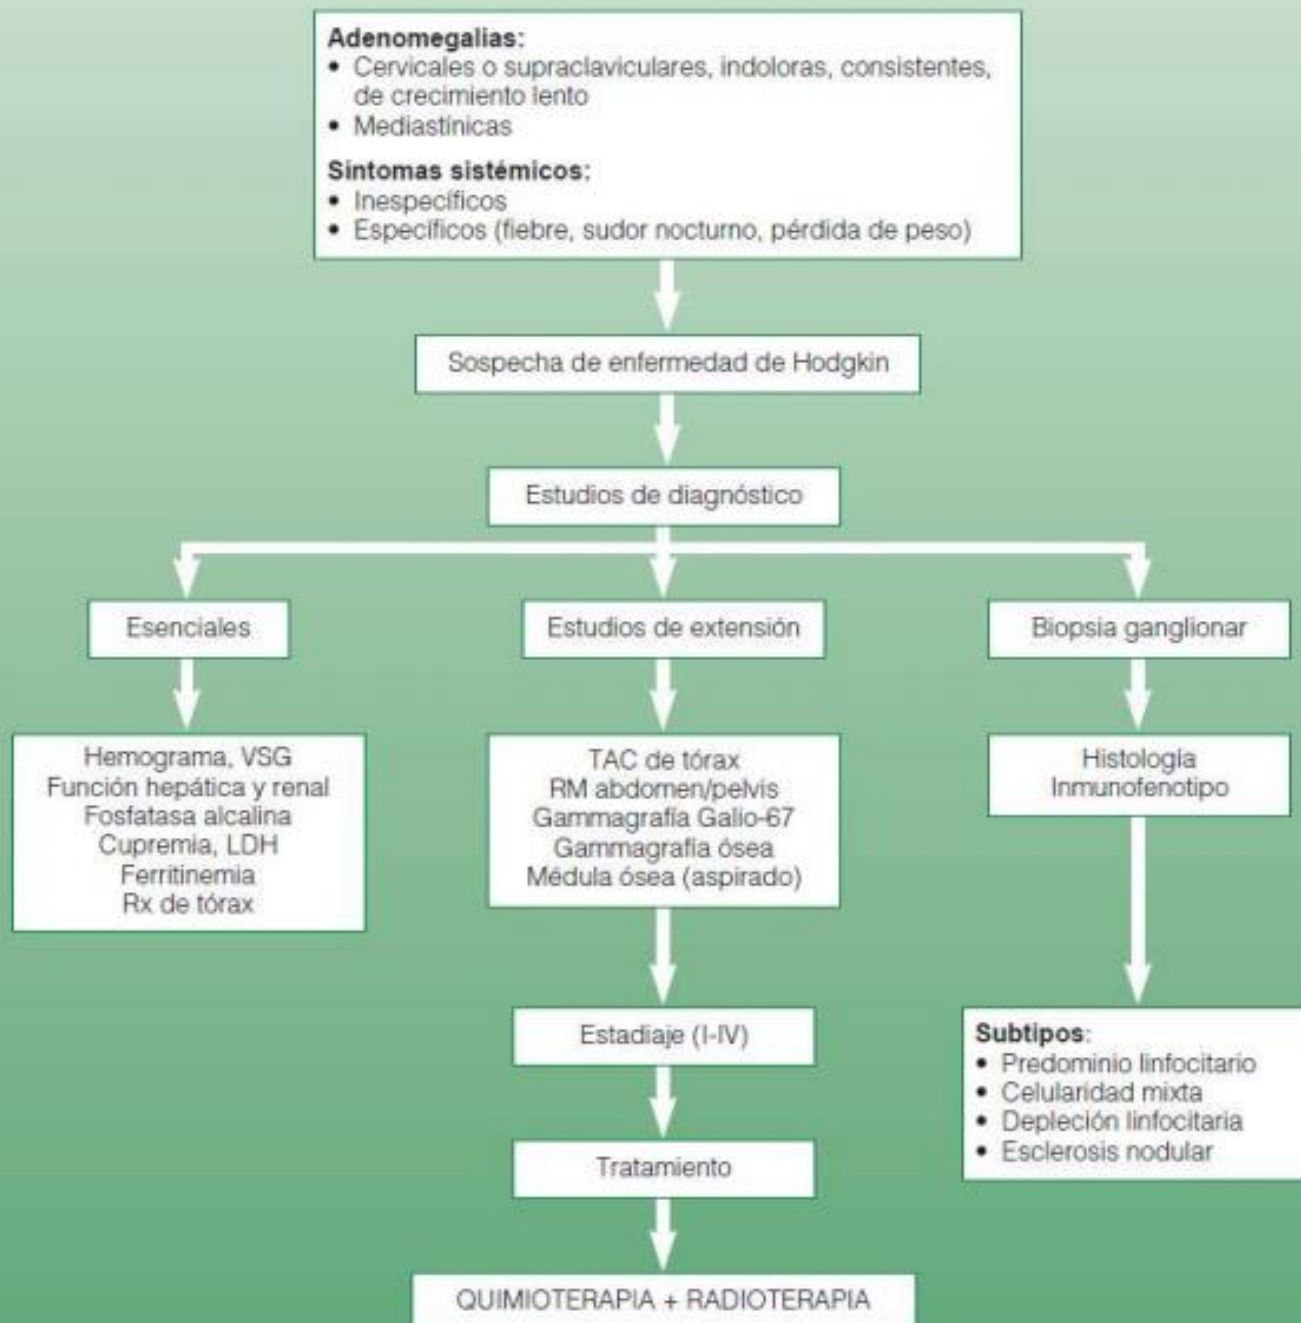 Adenomegalias:
• Cervicales o supraclaviculares, indoloras, consistentes,
de crecimiento lento
• Mediastínicas
Síntomas sistémicos:
• Inespecíficos
• Específicos (fiebre, sudor nocturno, pérdida de peso)
Sospecha de enfermedad de Hodgkin
Estudios de diagnóstico
Esenciales
Estudios de extensión
Biopsia ganglionar
Hemograma, VSG
Función hepática y renal
Fosfatasa alcalina
Cupremia, LDH
Ferritinemia
Rx de tórax
TAC de tórax
RM abdomen/pelvis
Gammagrafía Galio-67
Gammagrafía ósea
Médula ósea (aspirado)
Histología
Inmunofenotipo
Estadiaje (I-IV)
Subtipos:
• Predominio linfocitario
• Celularidad mixta
• Depleción linfocitaria
• Esclerosis nodular
Tratamiento
QUIMIOTERAPIA + RADIOTERAPIA